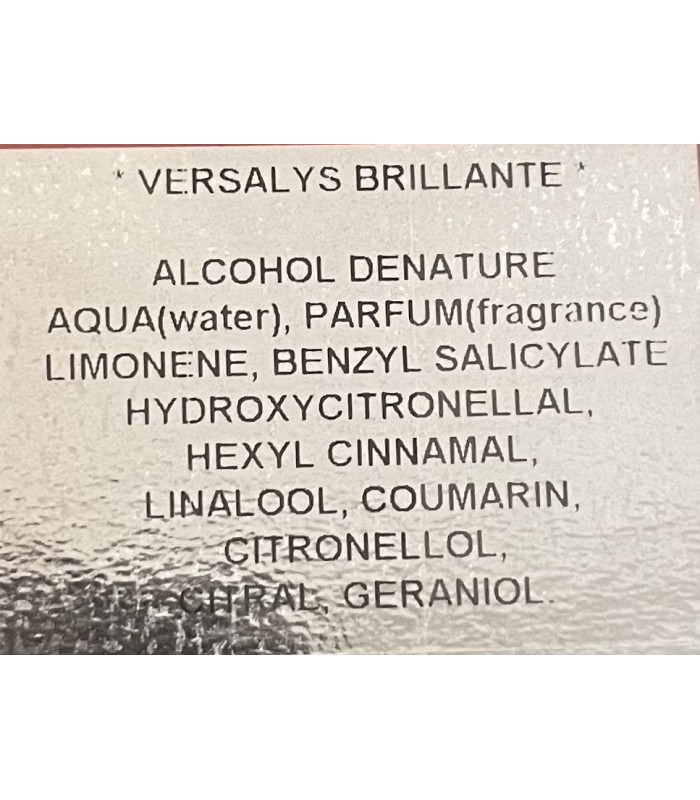 * VERSALYS BRILLANTE *
ALCOHOL DENATURE
AQUA(water), PARFUM(fragrance)
LIMONENE, BENZYL SALICYLATE
HYDROXYCITRONELLAL,
HEXYL CINNAMAL,
LINALOOL, COUMARIN,
CITRONELLOL,
CITRAL, GERANIOL.